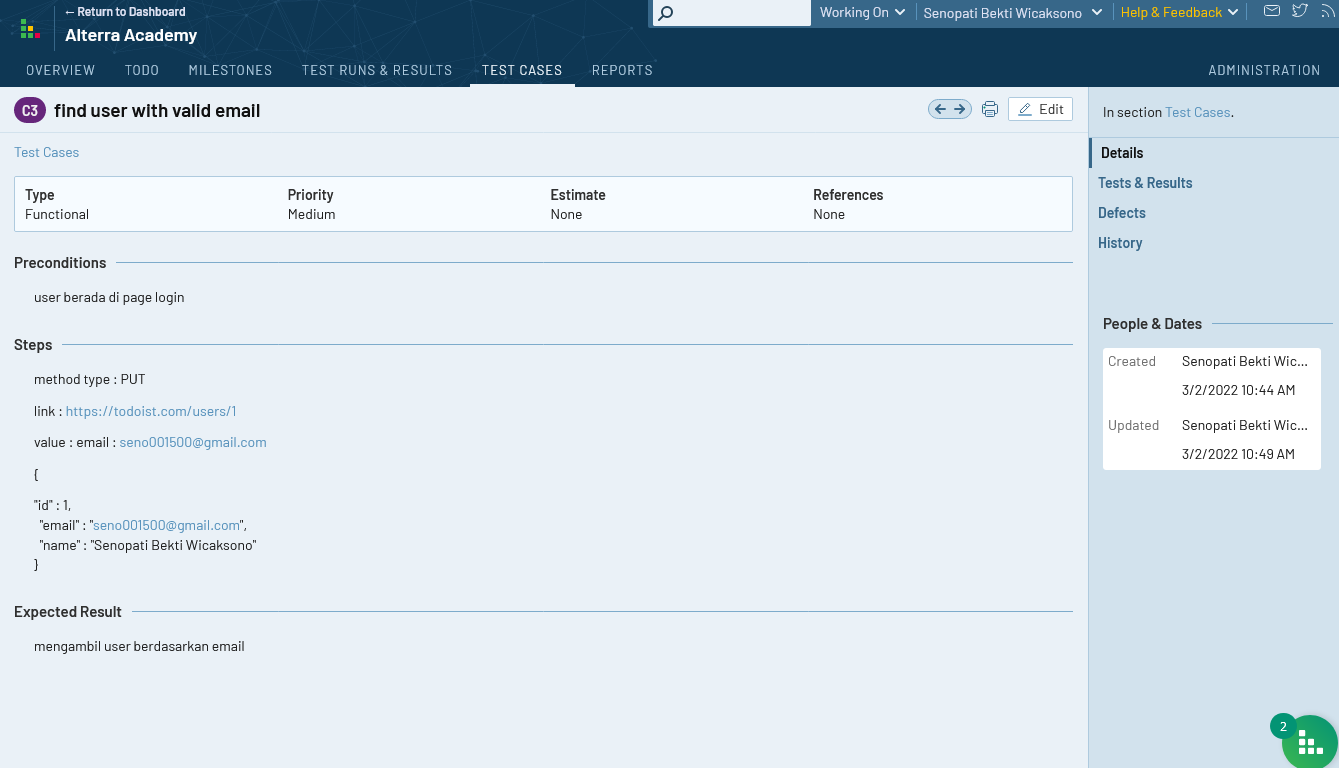 ← Return to Dashboard
Alterra Academy
Working On
Senopati Bekti Wicaksono
Help & Feedback
OVERVIEW
TODO
MILESTONES
TEST RUNS & RESULTS
TEST CASES
REPORTS
ADMINISTRATION
C3 find user with valid email
Edit
In section Test Cases.
Test Cases
Type
Priority
Estimate
References
Functional
Medium
None
None
Preconditions
user berada di page login
Steps
method type : PUT
link : https://todoist.com/users/1
value : email : seno001500@gmail.com
{
"id" : 1,
"email" : "seno001500@gmail.com",
"name" : "Senopati Bekti Wicaksono"
}
Expected Result
mengambil user berdasarkan email
Details
Tests & Results
Defects
History
People & Dates
Created Senopati Bekti Wic...
3/2/2022 10:44 AM
Updated Senopati Bekti Wic...
3/2/2022 10:49 AM
2